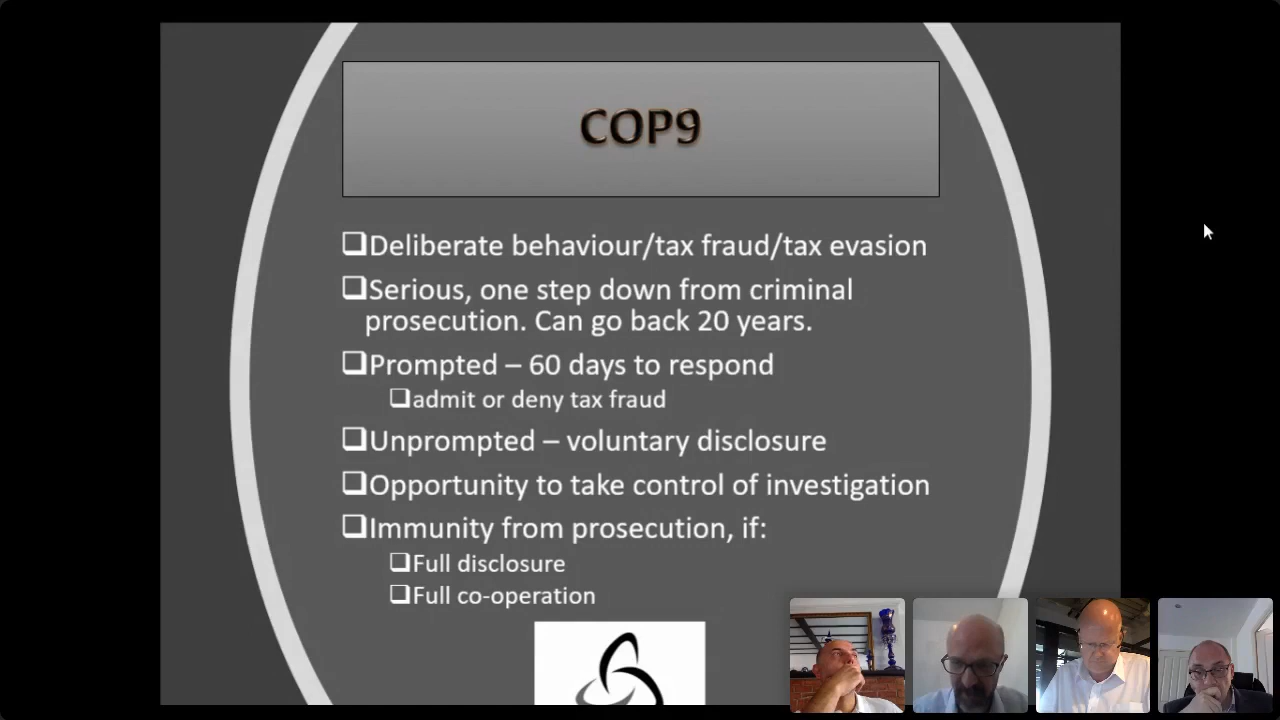 COP9
Deliberate behaviour/tax fraud/tax evasion
Serious, one step down from criminal
prosecution. Can go back 20 years.
Prompted – 60 days to respond
admit or deny tax fraud
Unprompted – voluntary disclosure
Opportunity to take control of investigation
Immunity from prosecution, if:
Full disclosure
Full co-operation